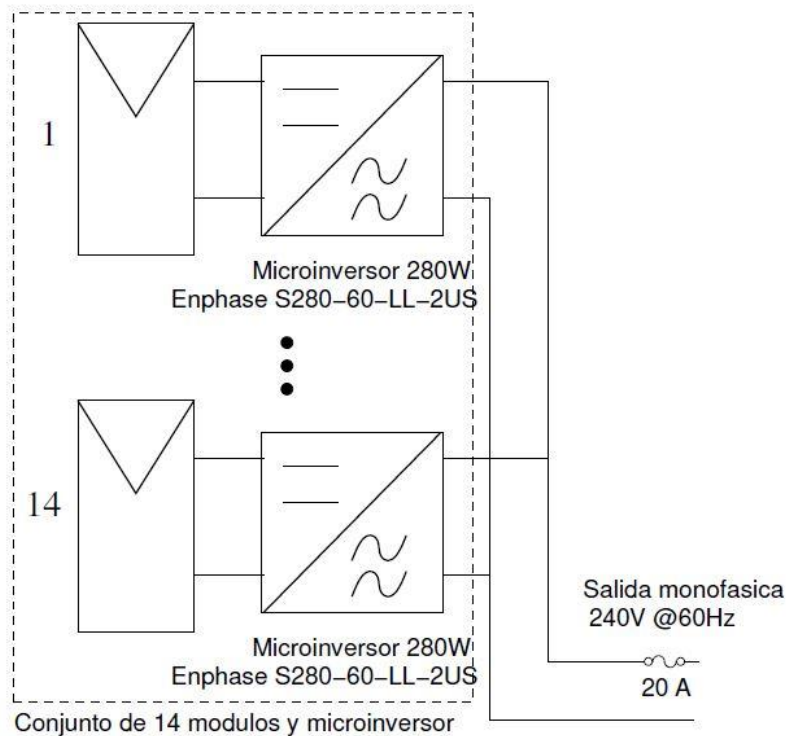 1
Microinversor 280W
Enphase S280−60−LL−2US
14
Microinversor 280W
Enphase S280−60−LL−2US
Salida monofasica
240V @60Hz
20 A
Conjunto de 14 modulos y microinversor